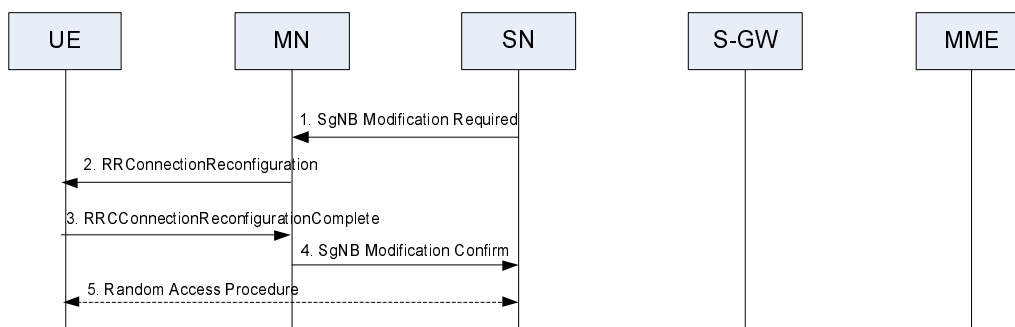 UE
MN
SN
S-GW
MME
1. SgNB Modification Required
2. RRConnectionReconfiguration
3. RRCConnectionReconfigurationComplete
4. SgNB Modification Confirm
5. Random Access Procedure